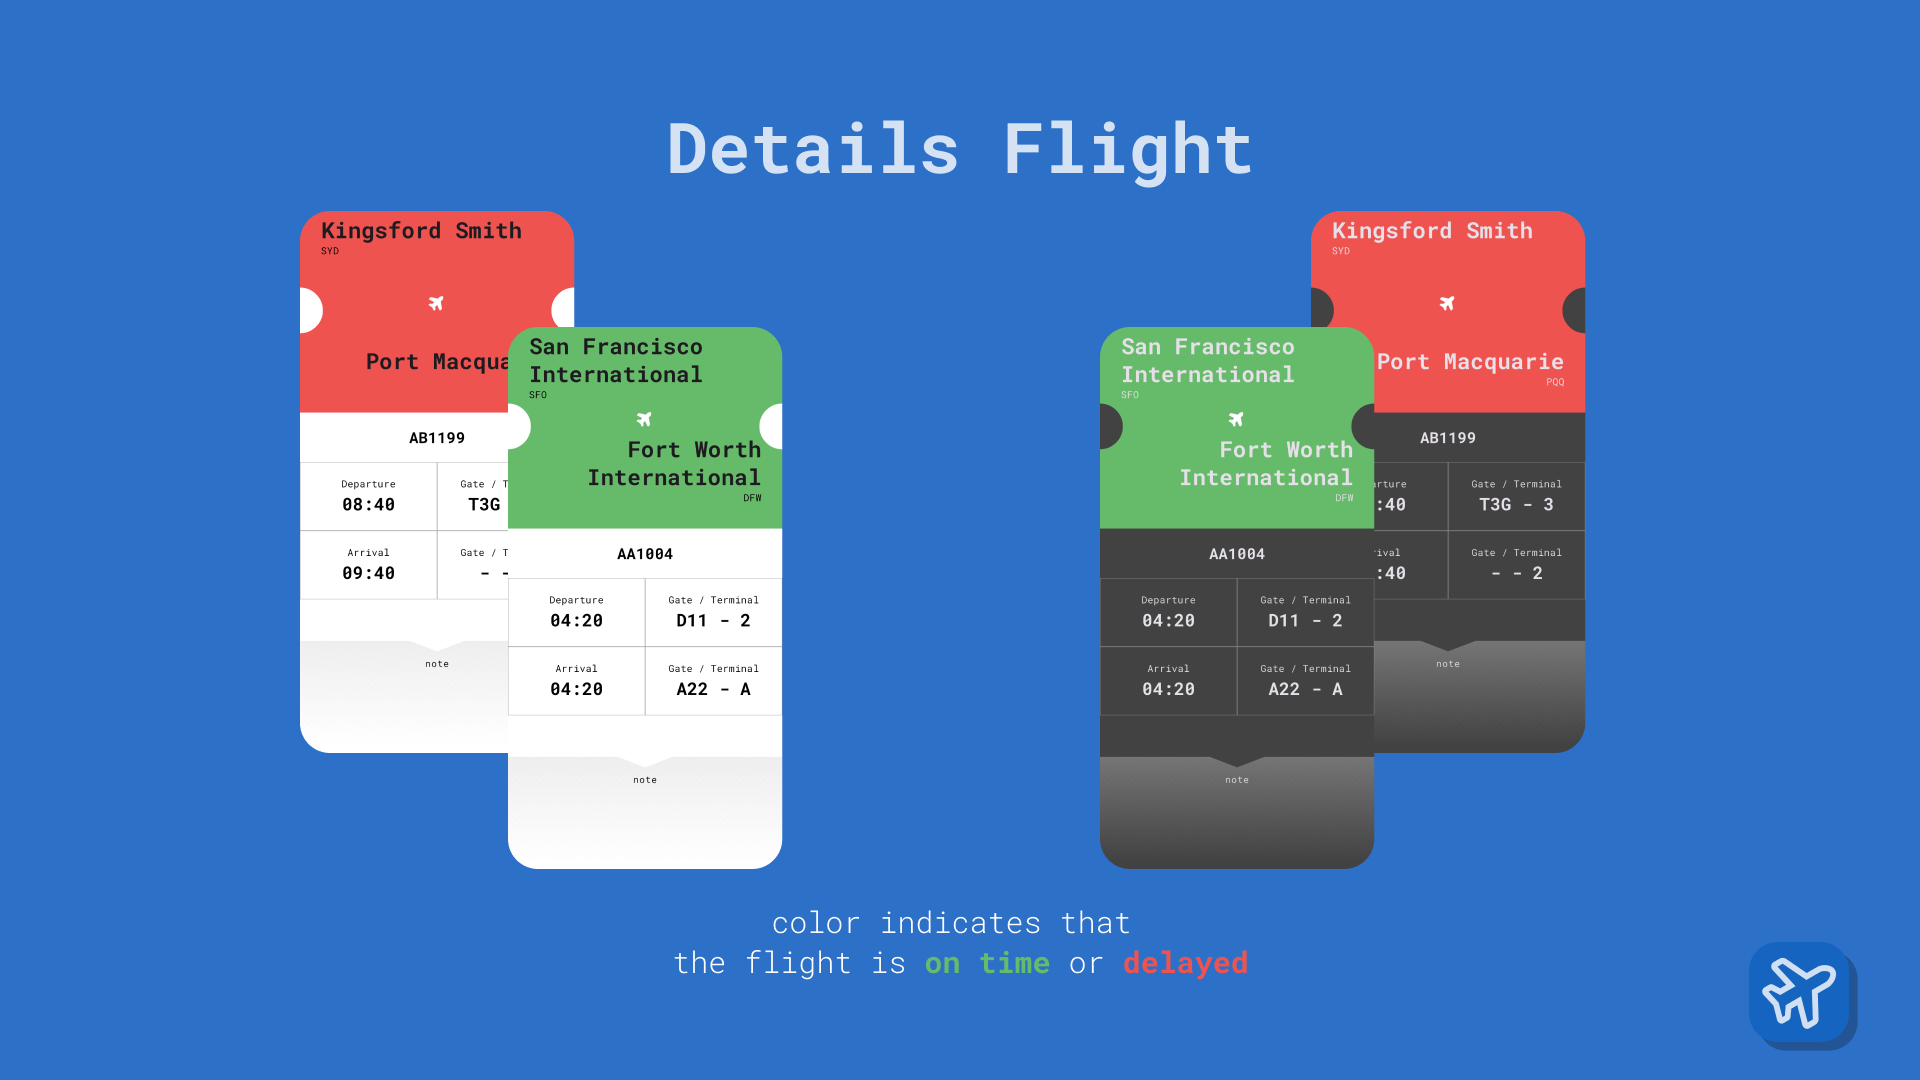 Details Flight
Kingsford Smith
SYD
Port Macqua
AB1199
Departure
08:40
Gate / T
T3G
Arrival
09:40
Gate / T
- -
note
San Francisco
International
SFO
Fort Worth
International
DFW
AA1004
Departure
04:20
Gate / Terminal
D11 - 2
Arrival
04:20
Gate / Terminal
A22 - A
note
San Francisco
International
SFO
Fort Worth
International
DFW
AA1004
Departure
04:20
Gate / Terminal
D11 - 2
Arrival
04:20
Gate / Terminal
A22 - A
note
Kingsford Smith
SYD
Port Macquarie
PQQ
AB1199
arture
:40
Gate / Terminal
T3G - 3
rival
:40
Gate / Terminal
- - 2
note
color indicates that
the flight is on time or delayed